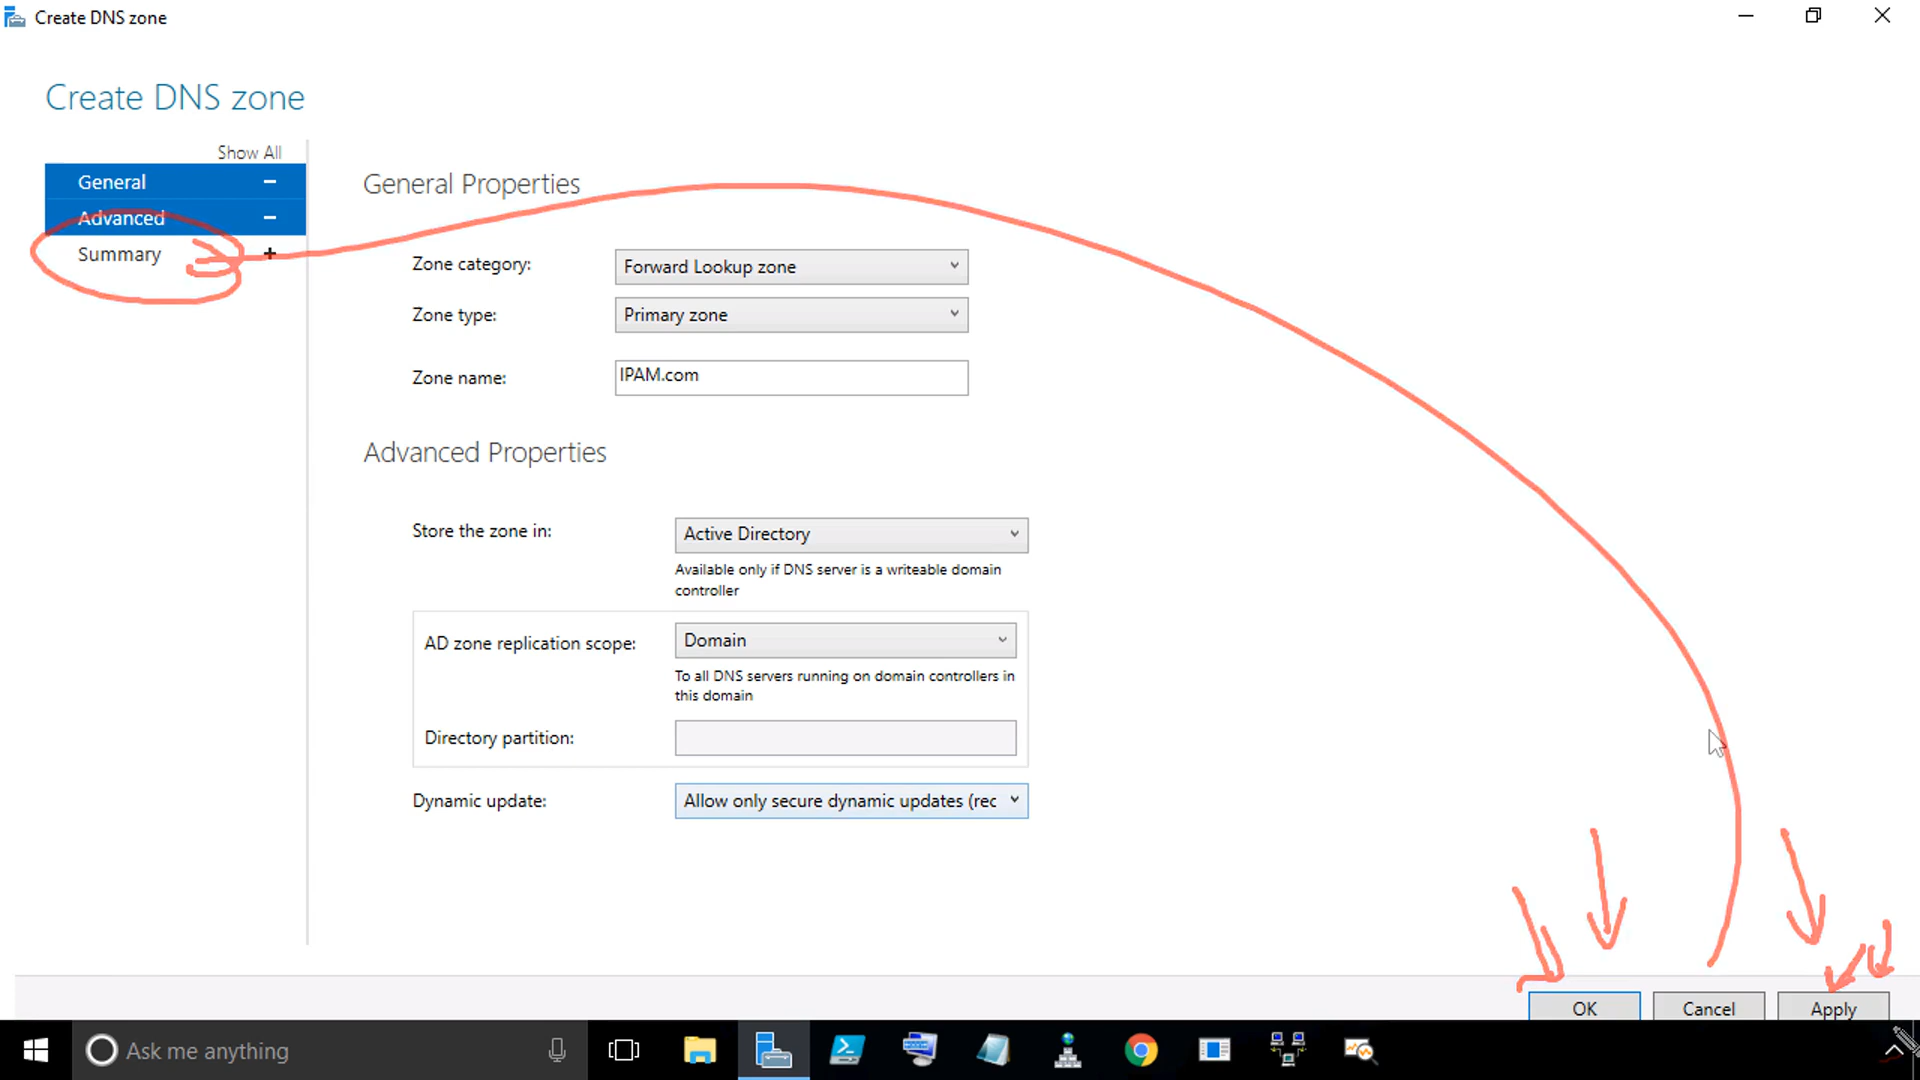 Create DNS zone
Create DNS zone
Show All
General
Advanced
Summary
General Properties
Zone category:
Forward Lookup zone
Zone type:
Primary zone
Zone name:
IPAM.com
Advanced Properties
Store the zone in:
Active Directory
Available only if DNS server is a writeable domain
controller
AD zone replication scope:
Domain
To all DNS servers running on domain controllers in
this domain
Directory partition:
Dynamic update:
Allow only secure dynamic updates (rec
OK
Cancel
Apply
Ask me anything